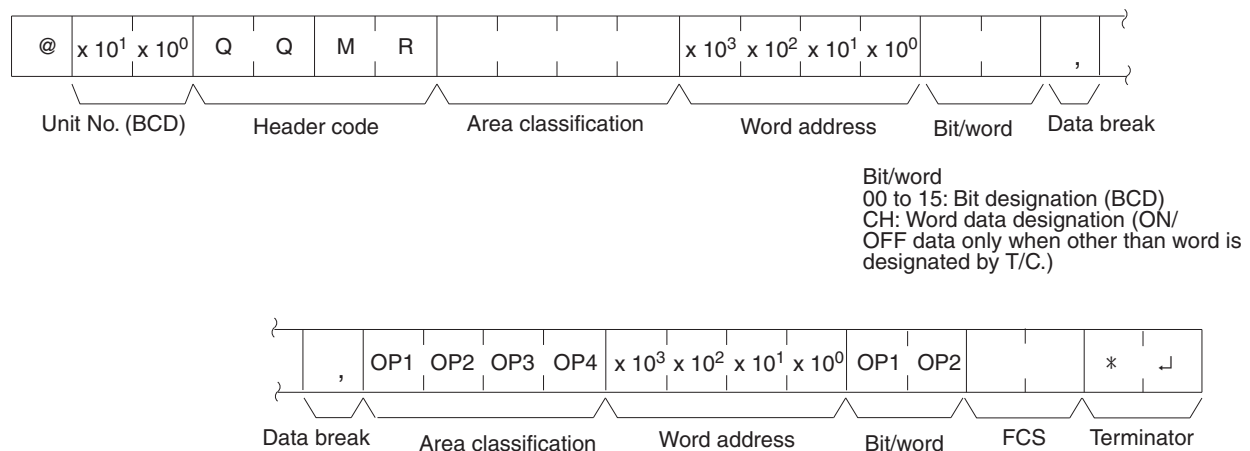 @ x 10¹ x 10⁰ Q Q M R x 10³ x 10² x 10¹ x 10⁰ ,
Unit No. (BCD) Header code Area classification Word address Bit/word Data break
Bit/word
00 to 15: Bit designation (BCD)
CH: Word data designation (ON/
OFF data only when other than word is
designated by T/C.)
, OP1 OP2 OP3 OP4 x 10³ x 10² x 10¹ x 10⁰ OP1 OP2 * ↵
Data break Area classification Word address Bit/word FCS Terminator